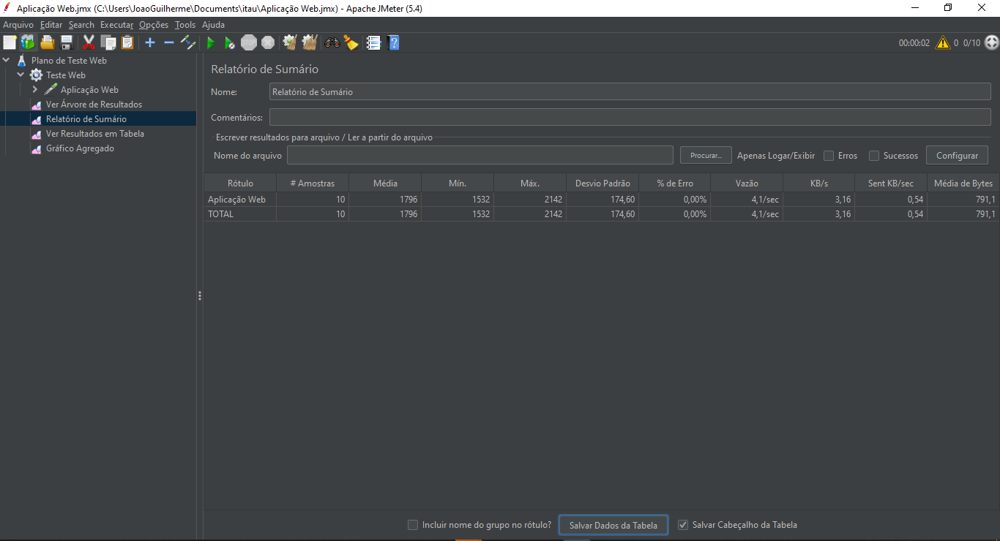 Aplicação Web.jmx (C:\Users\JoaoGuilherme\Documents\itau\Aplicação Web.jmx) - Apache JMeter (5.4)
Arquivo Editar Search Executar Opções Tools Ajuda
00:00:02 0 0/10
Plano de Teste Web
Teste Web
Aplicação Web
Ver Árvore de Resultados
Relatório de Sumário
Ver Resultados em Tabela
Gráfico Agregado
Relatório de Sumário
Nome: Relatório de Sumário
Comentários:
Escrever resultados para arquivo / Ler a partir do arquivo
Nome do arquivo Procurar... Apenas Logar/Exibir Erros Sucessos Configurar
Rótulo # Amostras Média Mín. Máx. Desvio Padrão % de Erro Vazão KB/s Sent KB/sec Média de Bytes
Aplicação Web 10 1796 1532 2142 174,60 0,00% 4,1/sec 3,16 0,54 791,1
TOTAL 10 1796 1532 2142 174,60 0,00% 4,1/sec 3,16 0,54 791,1
Incluir nome do grupo no rótulo? Salvar Dados da Tabela Salvar Cabeçalho da Tabela